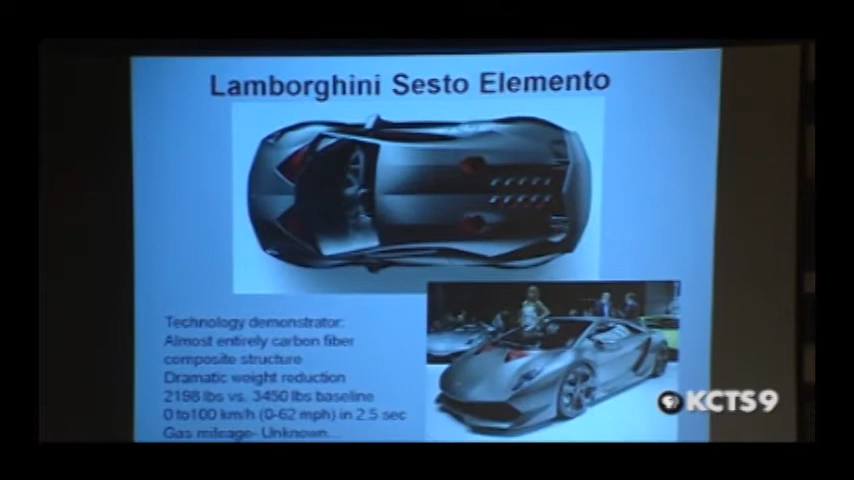 Lamborghini Sesto Elemento
Technology demonstrator:
Almost entirely carbon fiber
composite structure
Dramatic weight reduction
2198 lbs vs. 3450 lbs baseline
0 to100 km/h (0-62 mph) in 2.5 sec
Gas mileage- Unknown...
KCTS9